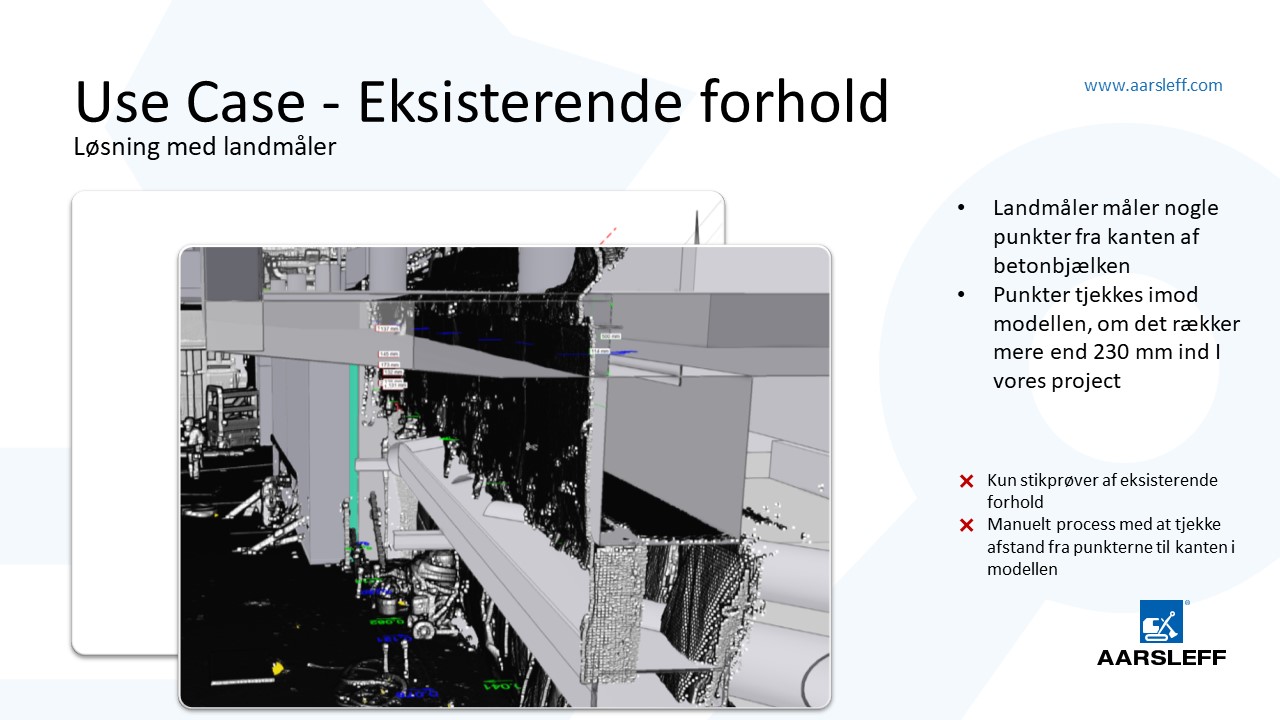 Use Case - Eksisterende forhold
Løsning med landmåler
www.aarsleff.com
• Landmåler måler nogle
punkter fra kanten af
betonbjælken
• Punkter tjekkes imod
modellen, om det rækker
mere end 230 mm ind I
vores project
Kun stikprøver af eksisterende
forhold
Manuelt process med at tjekke
afstand fra punkterne til kanten i
modellen
AARSLEFF